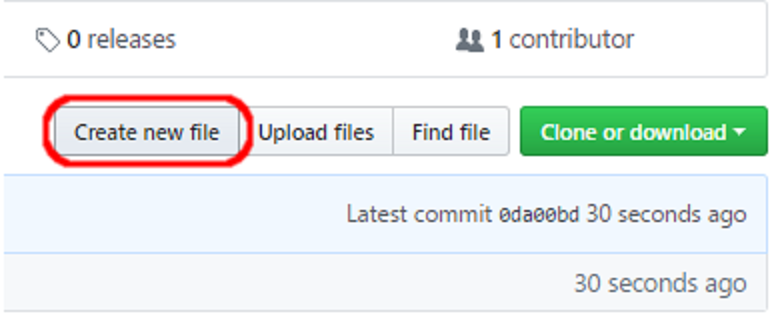 0 releases
1 contributor
Create new file
Upload files
Find file
Clone or download
Latest commit 0da00bd 30 seconds ago
30 seconds ago